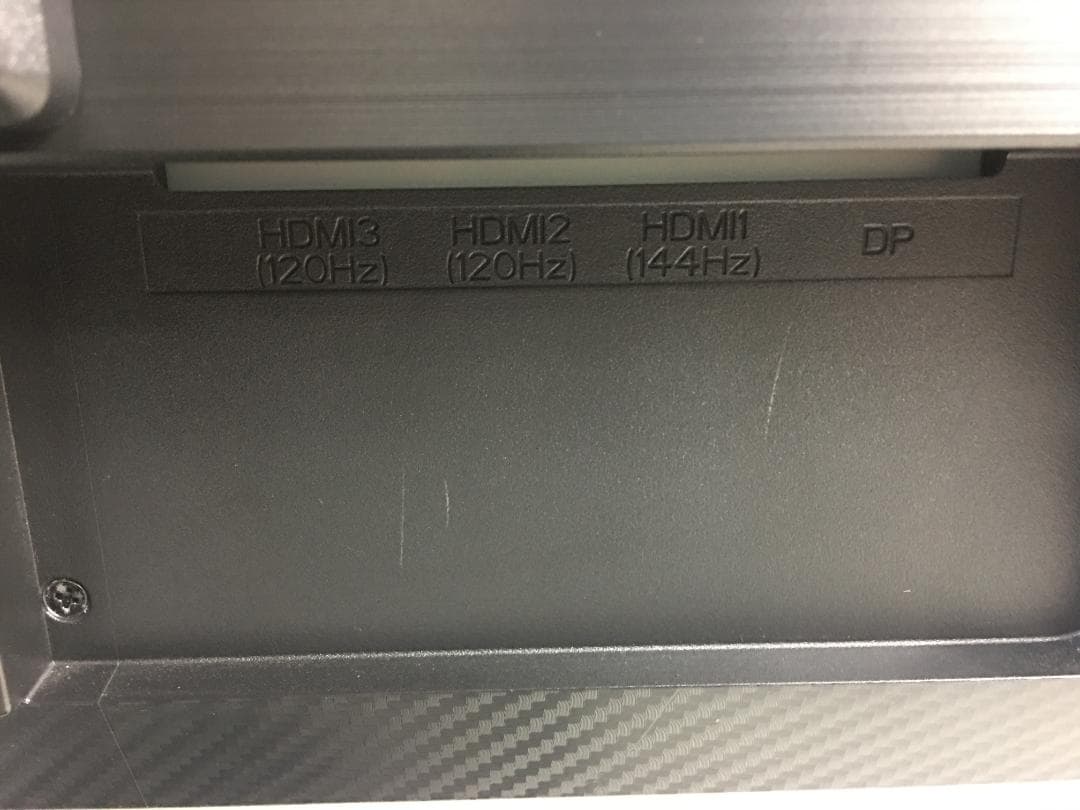 HDMI3 HDMI2 HDMI1 DP
(120Hz) (120Hz) (144Hz)